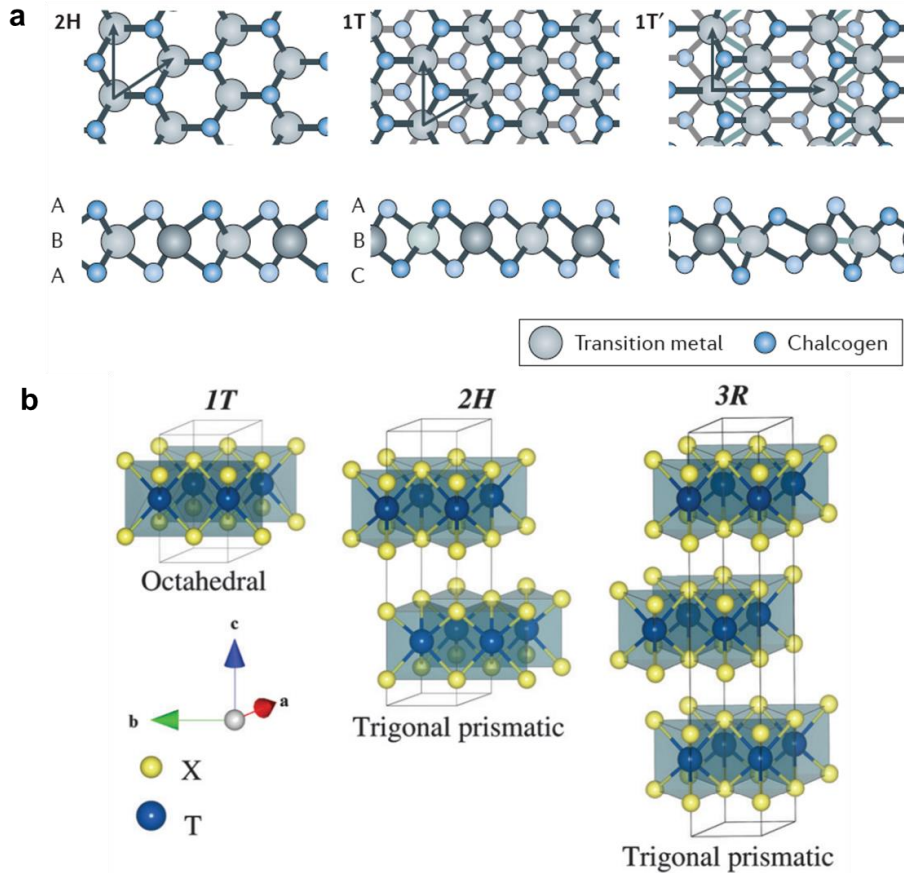 a
2H 1T 1T′
A A
B B
A C
Transition metal Chalcogen
b
1T 2H 3R
Octahedral
c
a
b
Trigonal prismatic
X
T
Trigonal prismatic